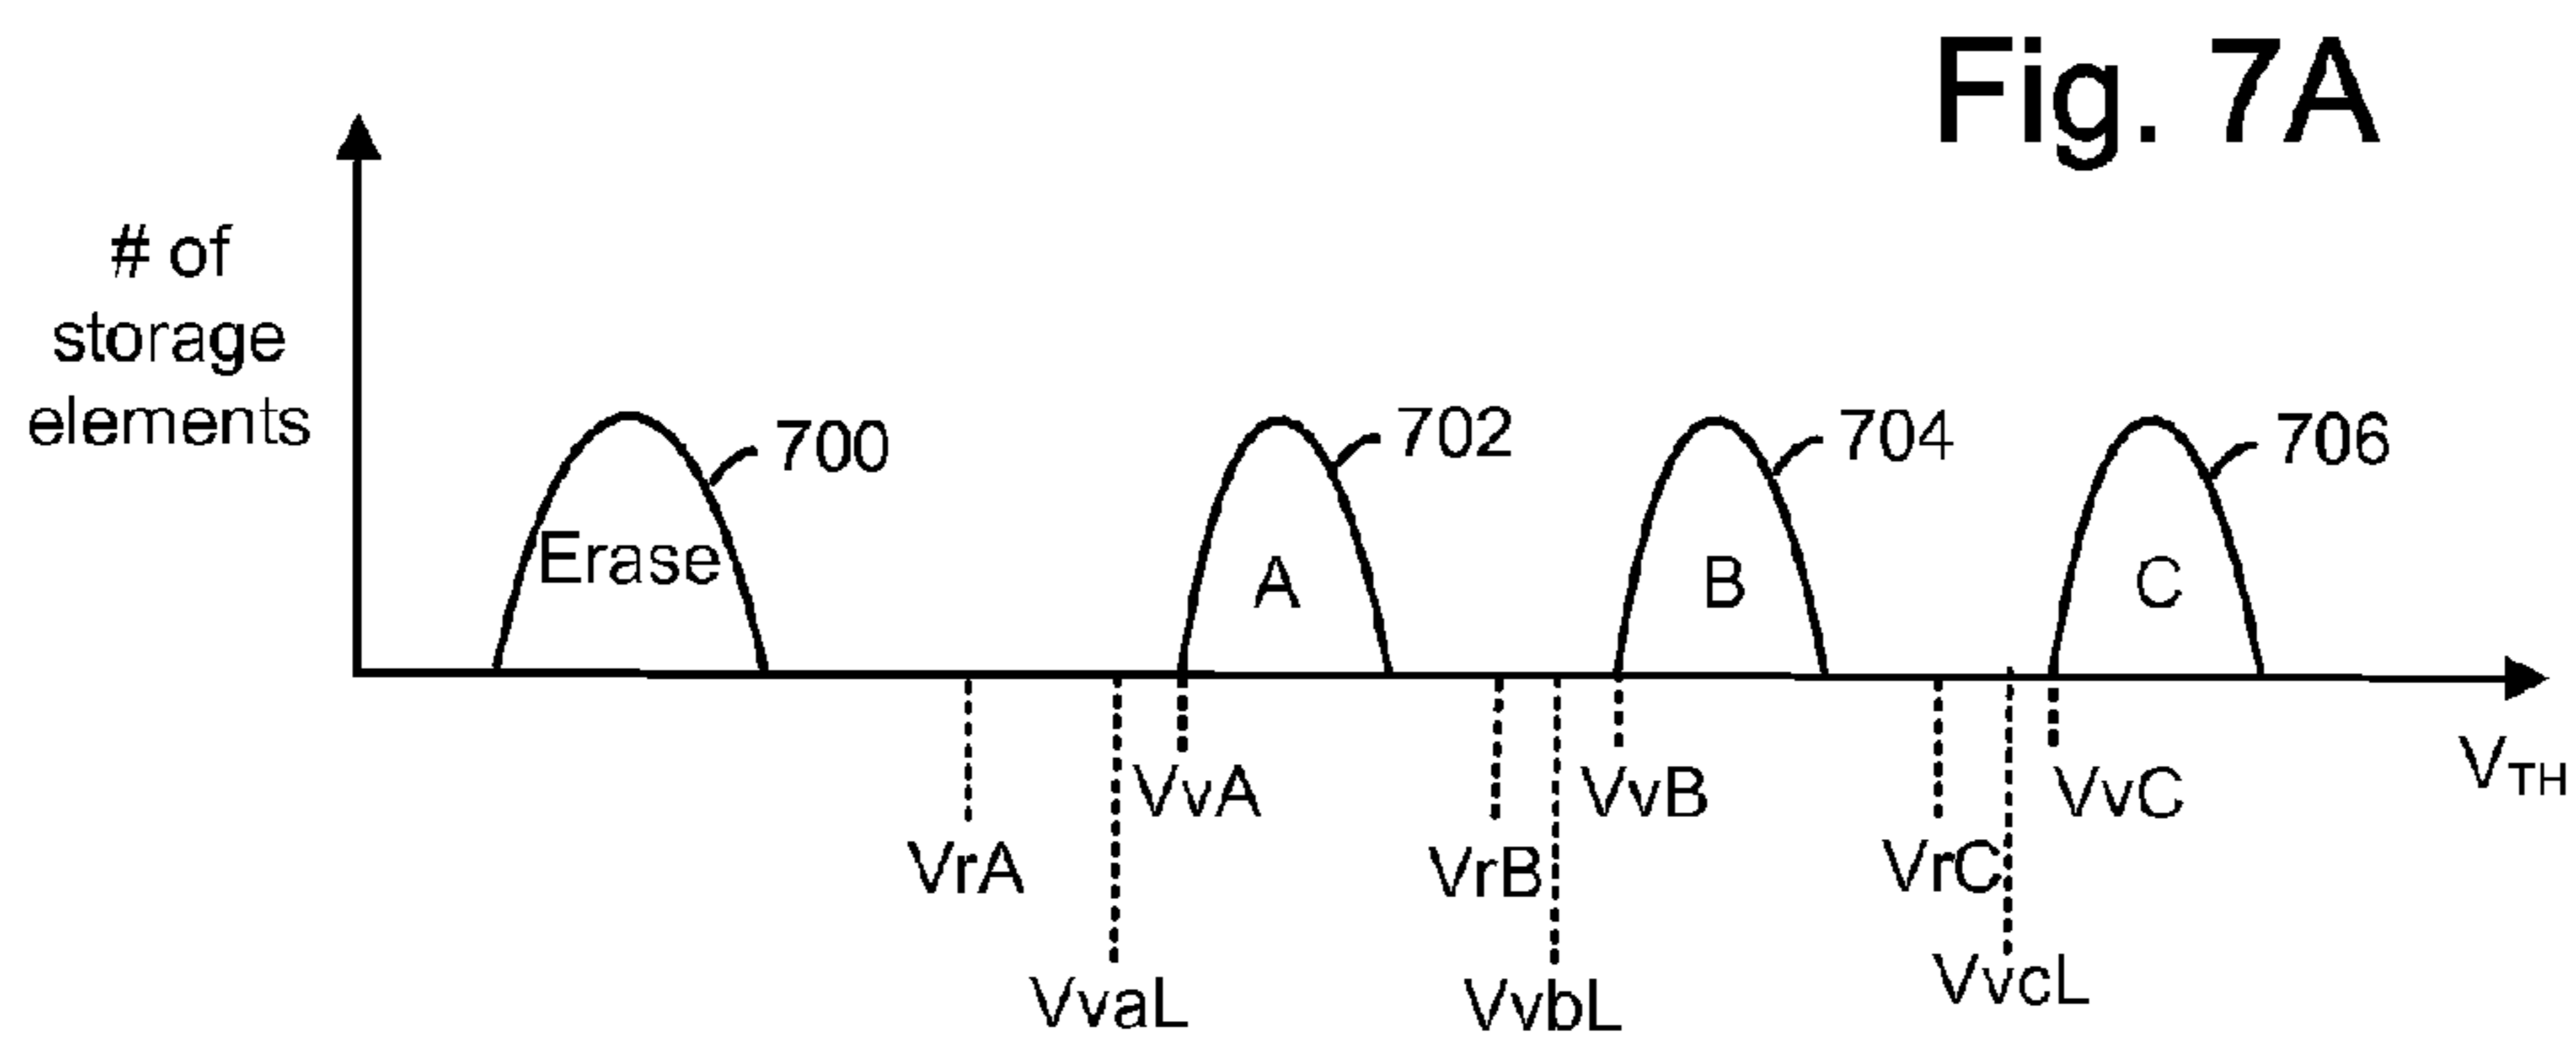 Fig. 7A
# of
storage
elements
700
702
704
706
Erase
A
B
C
VvA
VvB
VvC
VTH
VrA
VrB
VrC
VvaL
VvbL
VvcL